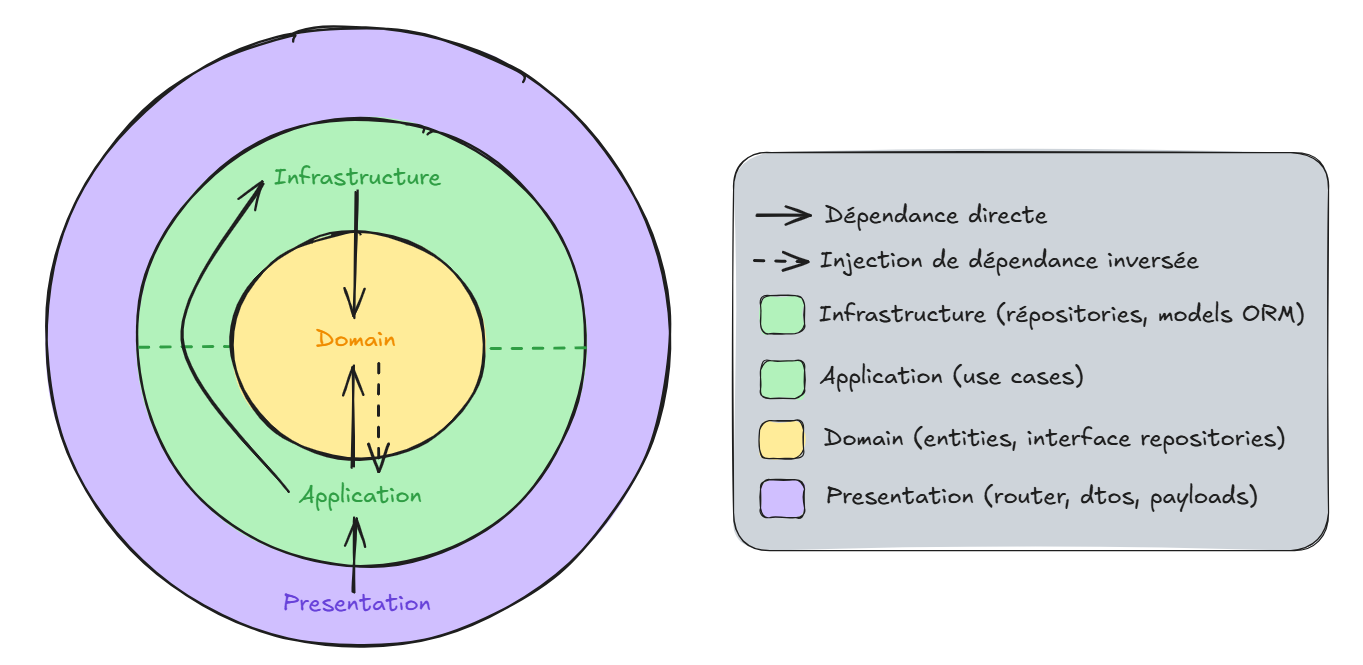 Infrastructure
Domain
Application
Presentation
Dépendance directe
Injection de dépendance inversée
Infrastructure (répositories, models ORM)
Application (use cases)
Domain (entities, interface repositories)
Presentation (router, dtos, payloads)